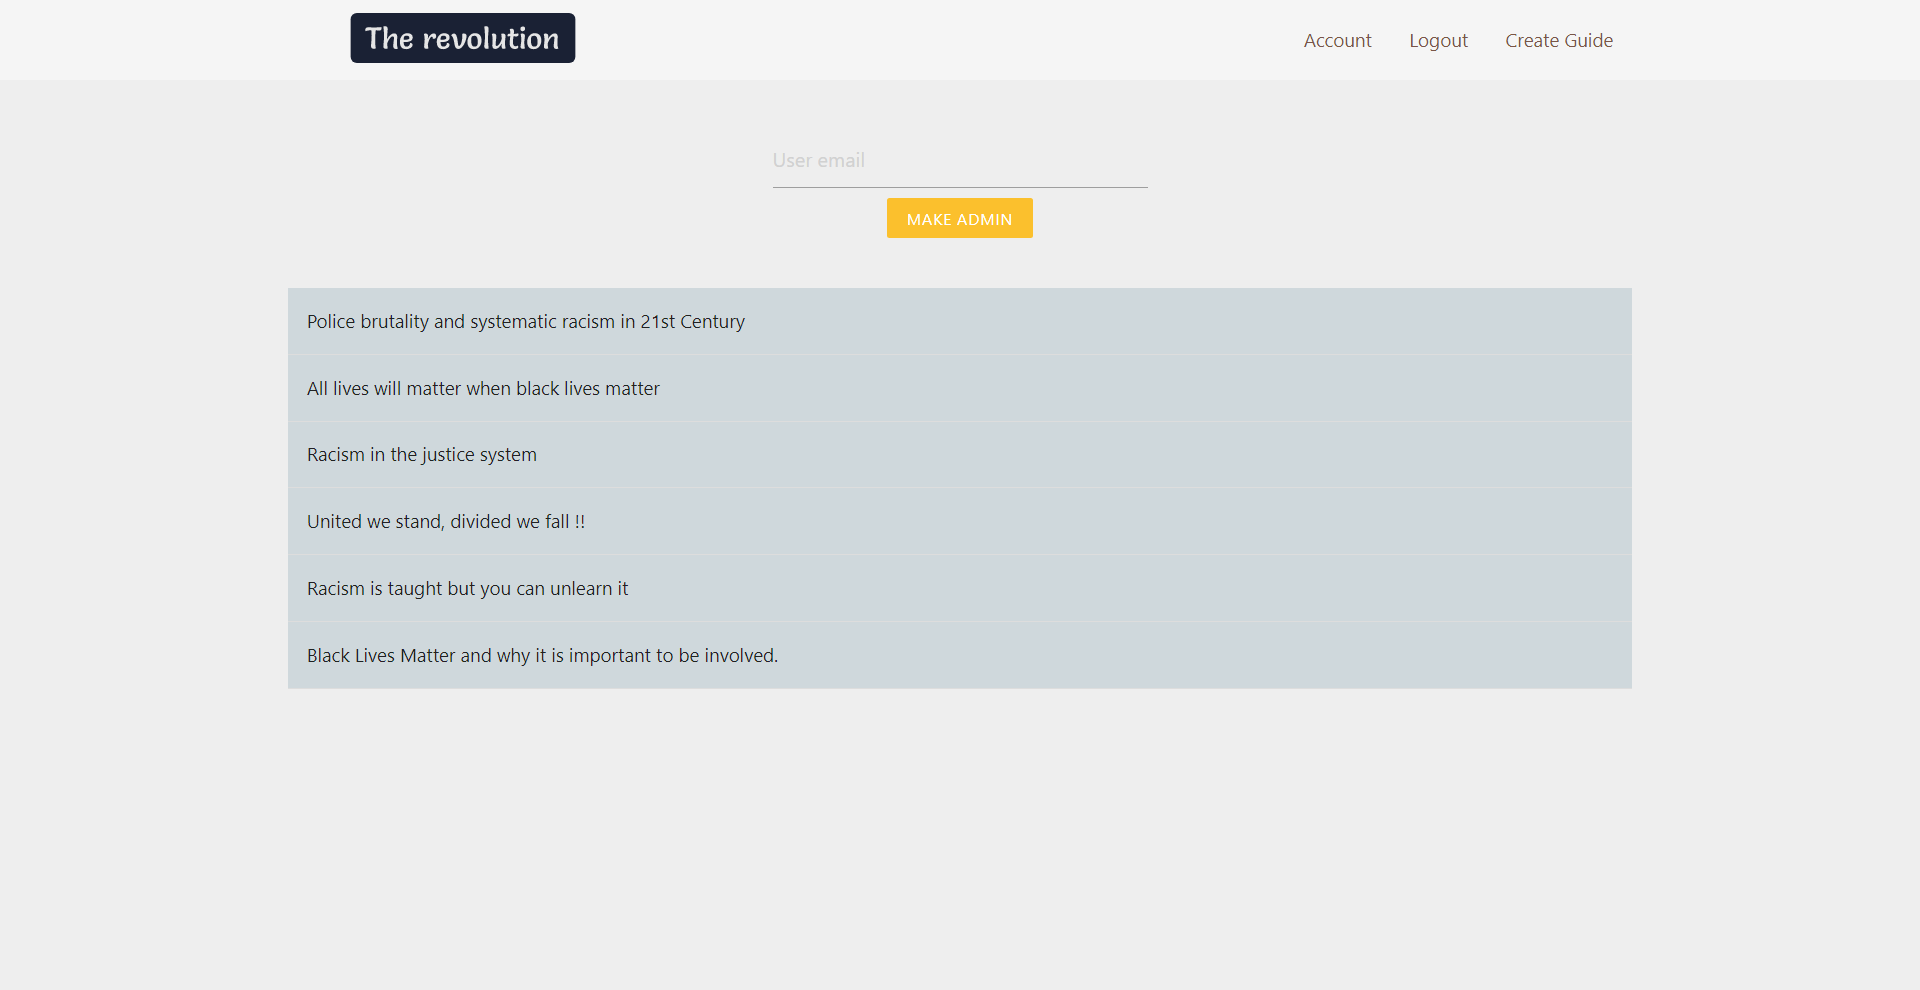 The revolution
Account Logout Create Guide
User email
MAKE ADMIN
Police brutality and systematic racism in 21st Century
All lives will matter when black lives matter
Racism in the justice system
United we stand, divided we fall !!
Racism is taught but you can unlearn it
Black Lives Matter and why it is important to be involved.